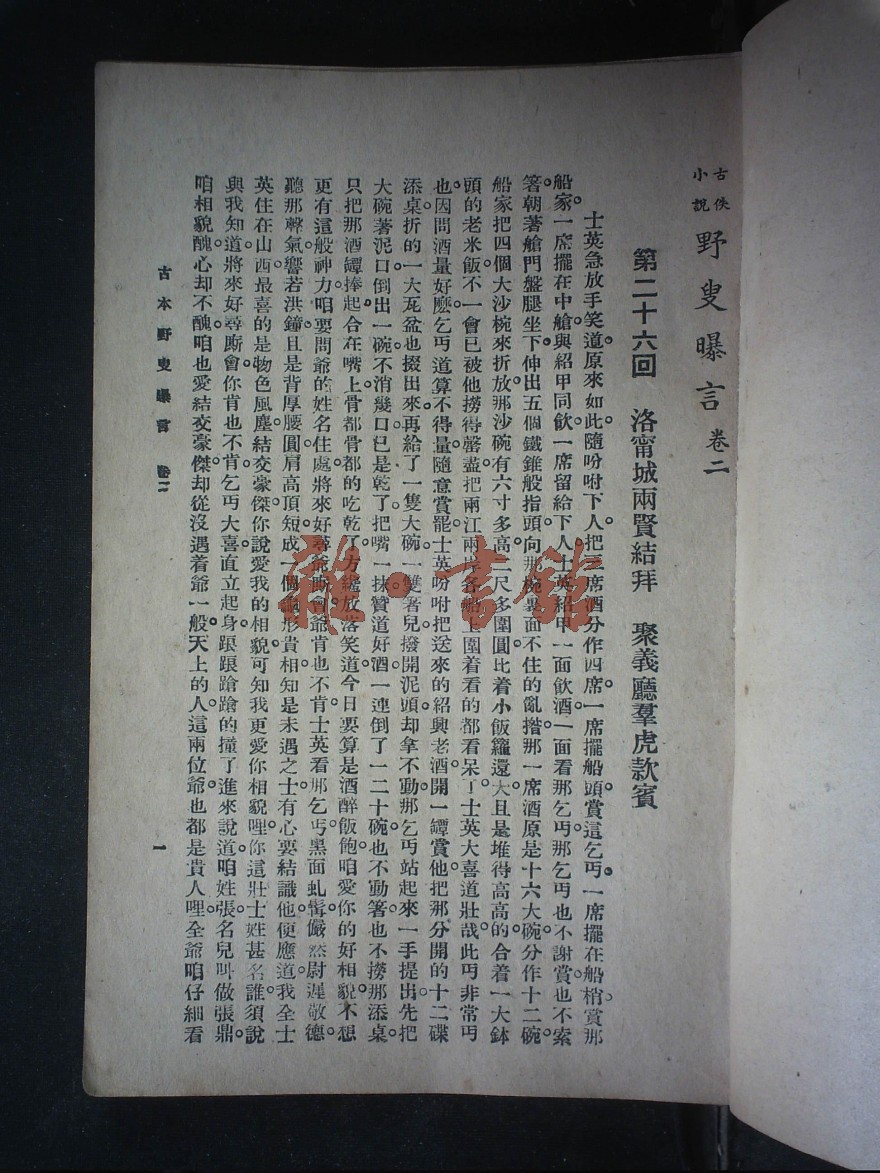 古佚
小說
野叟曝言 卷二
第二十六回 洛甯城兩賢結拜 聚義廳羣虎款賓
士英急放手笑道。原來如此。隨吩咐下人。把三席酒分作四席。一席擺船頭賞這乞丐。一席擺在船梢賞那
船家。一席擺在中艙與紹甲同飲。一席留給下人。士英紹甲一面飲酒一面看那乞丐。那乞丐也不謝賞也不索
箸。朝著艙門盤腿坐下。伸出五個鐵錐般指頭。向那碗裏面不住的亂撍。那一席酒原是十六大碗。分作十二碗。
船家把四個大沙椀來折放。那沙碗有六寸多高。尺多圍圓。比着小飯籮還大。且是堆得高高的。合着一大鉢
頭的老米飯。不一會已被他撈得罄盡。把兩江兩岸各船上圍着看的都看呆了。士英大喜道。壯哉。此丐非常丐
也。因問酒量好麽。乞丐道。算不得量。隨意賞罷。士英吩咐把送來的紹興老酒。開一罎賞他。把那分開的十二碟
添桌折的一大瓦盆也掇出來。再給了一隻大碗一雙箸兒。撥開泥頭。却拿不動。那乞丐站起來。一手提出。先把
大碗著泥口倒出一碗。不消幾口已是乾了。把嘴一抹。贊道好酒。一連倒了一二十碗。也不動箸也不撈那添桌。
只把那酒罎捧起。合在嘴上。骨都骨都的吃乾了。方纔放落。笑道。今日要算是酒醉飯飽。咱愛你的好相貌。不想
更有這般神力。咱要問爺的姓名住處。將來好尋爺廝會。爺肯也不肯。士英看那乞丐黑面虬髯。儼然尉遲敬德。
聽那聲氣。響若洪鐘。且是背厚腰圓。肩高頂短。成一個龜形貴相。知是未遇之士。有心要結識他。便應道。我全士
英住在山西。最喜的是物色風塵。結交豪傑。你說愛我的相貌。可知我更愛你相貌哩。你這壯士姓甚名誰。須說
與我知道。將來好尋廝會。你肯也不肯。乞丐大喜。直立起身。踉踉蹌蹌的撞了進來說道。咱姓張。名兒叫做張鼎。
咱相貌醜。心却不醜。咱也愛結交豪傑。却從沒遇着爺一般天上的人。這兩位爺也都是貴人哩。全爺。咱仔細看
古本野叟曝言 卷二
一
龍·書館